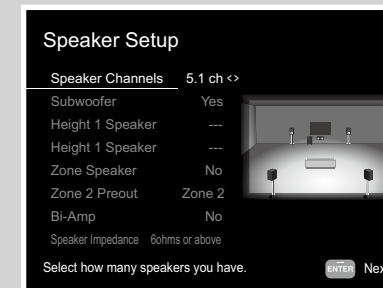 Speaker Setup
Speaker Channels 5.1 ch <>
Subwoofer Yes
Height 1 Speaker ---
Height 1 Speaker ---
Zone Speaker No
Zone 2 Preout Zone 2
Bi-Amp No
Speaker Impedance 6ohms or above
Select how many speakers you have.
ENTER Nex